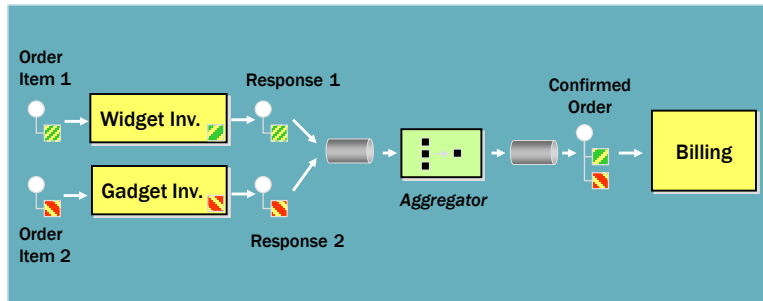 Order
Item 1
Widget Inv.
Response 1
Gadget Inv.
Order
Item 2
Response 2
Aggregator
Confirmed
Order
Billing